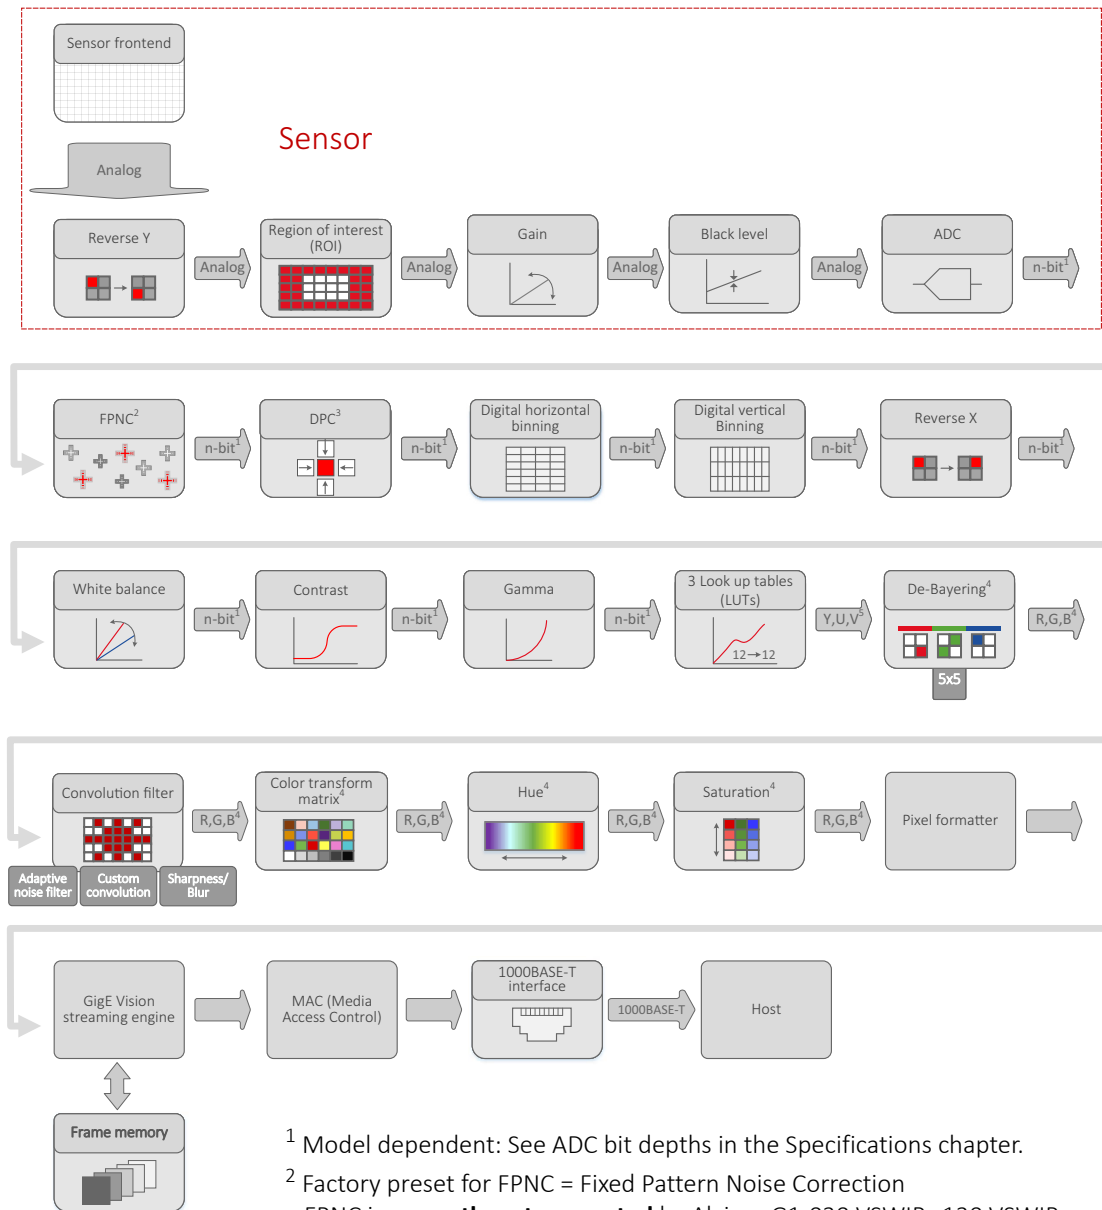 Sensor frontend
Sensor
Analog
Reverse Y
Analog
Region of interest
(ROI)
Analog
Gain
Analog
Black level
Analog
ADC
n-bit1
FPNC2
n-bit1
DPC3
n-bit1
Digital horizontal
binning
n-bit1
Digital vertical
Binning
n-bit1
Reverse X
n-bit1
White balance
n-bit1
Contrast
n-bit1
Gamma
n-bit1
3 Look up tables
(LUTs)
12→12
Y,U,V5
De-Bayering4
5x5
R,G,B4
Convolution filter
Adaptive
noise filter
Custom
convolution
Sharpness/
Blur
R,G,B4
Color transform
matrix4
R,G,B4
Hue4
R,G,B4
Saturation4
R,G,B4
Pixel formatter
GigE Vision
streaming engine
MAC (Media
Access Control)
1000BASE-T
interface
1000BASE-T
Host
Frame memory
1 Model dependent: See ADC bit depths in the Specifications chapter.
2 Factory preset for FPNC = Fixed Pattern Noise Correction